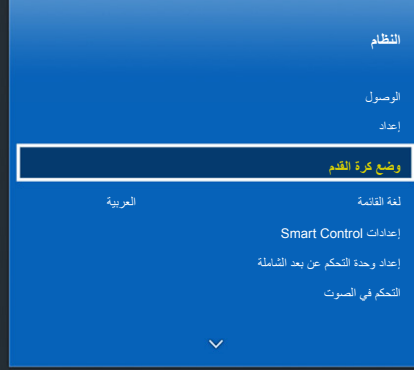 النظام
الوصول
إعداد
وضع كرة القدم
لغة القائمة العربية
إعدادات Smart Control
إعداد وحدة التحكم عن بعد الشاملة
التحكم في الصوت